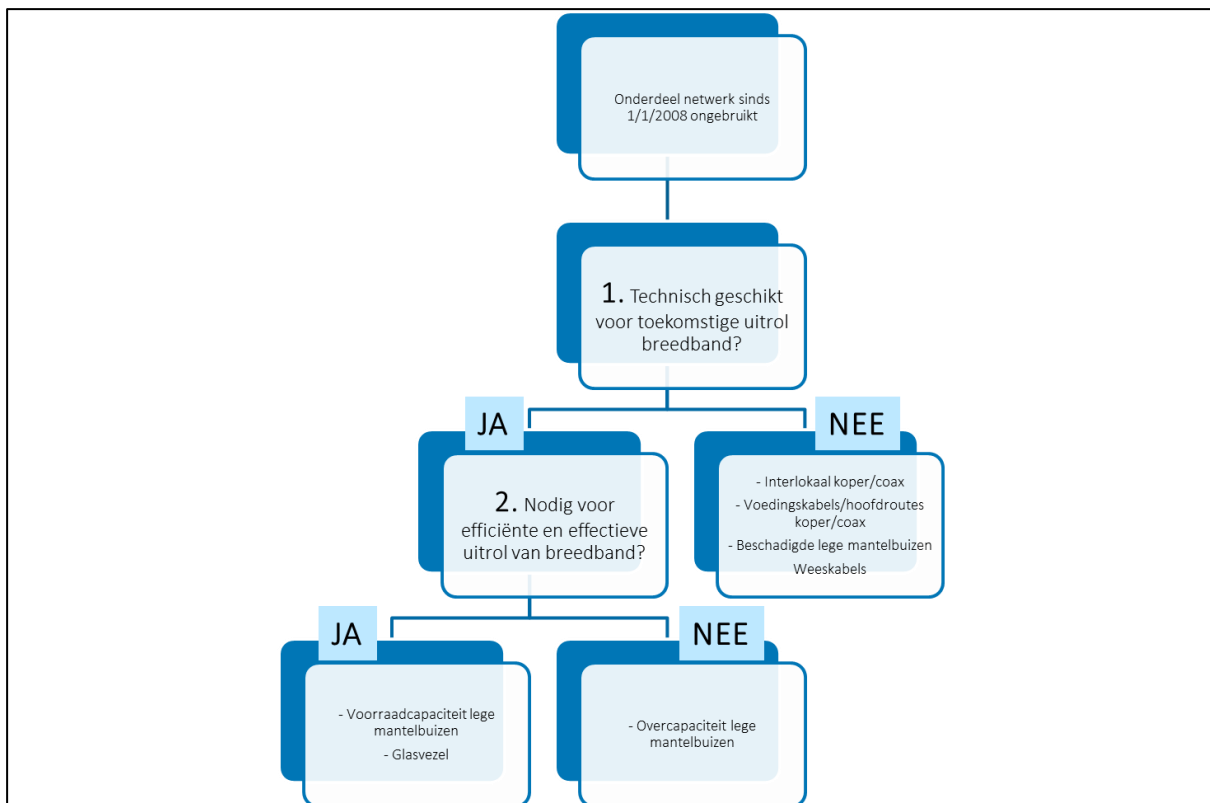 Onderdeel netwerk sinds
1/1/2008 ongebruikt
1. Technisch geschikt
voor toekomstige uitrol
breedband?
JA
NEE
2. Nodig voor
efficiënte en effectieve
uitrol van breedband?
- Interlokaal koper/coax
- Voedingskabels/hoofdroutes
koper/coax
- Beschadigde lege mantelbuizen
Weeskabels
JA
NEE
- Voorraadcapaciteit lege
mantelbuizen
- Glasvezel
- Overcapaciteit lege
mantelbuizen